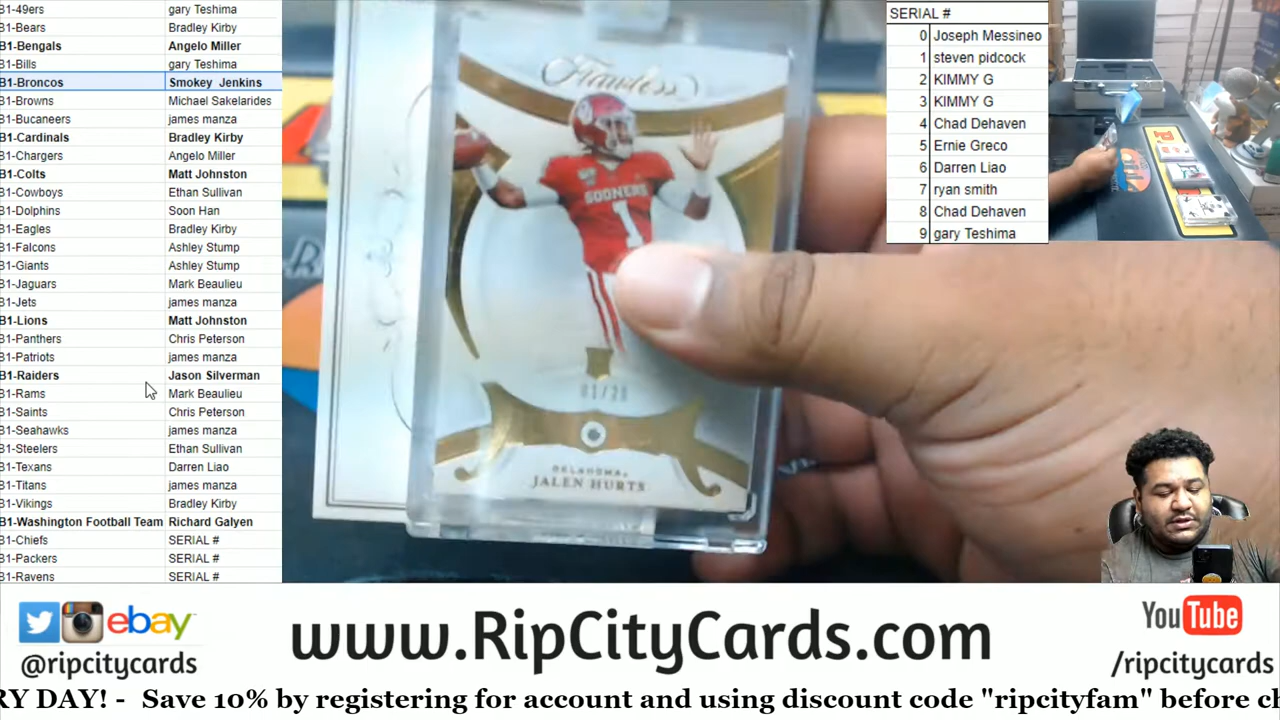 B1-49ers gary Teshima
B1-Bears Bradley Kirby
B1-Bengals Angelo Miller
B1-Bills gary Teshima
B1-Broncos Smokey Jenkins
B1-Browns Michael Sakelarides
B1-Bucaneers james manza
B1-Cardinals Bradley Kirby
B1-Chargers Angelo Miller
B1-Colts Matt Johnston
B1-Cowboys Ethan Sullivan
B1-Dolphins Soon Han
B1-Eagles Bradley Kirby
B1-Falcons Ashley Stump
B1-Giants Ashley Stump
B1-Jaguars Mark Beaulieu
B1-Jets james manza
B1-Lions Matt Johnston
B1-Panthers Chris Peterson
B1-Patriots james manza
B1-Raiders Jason Silverman
B1-Rams Mark Beaulieu
B1-Saints Chris Peterson
B1-Seahawks james manza
B1-Steelers Ethan Sullivan
B1-Texans Darren Liao
B1-Titans james manza
B1-Vikings Bradley Kirby
B1-Washington Football Team Richard Galyen
B1-Chiefs SERIAL #
B1-Packers SERIAL #
B1-Ravens SERIAL #
Flawless
SOONERS
1
OKLAHOMA
JALEN HURTS
SERIAL #
0 Joseph Messineo
1 steven pidcock
2 KIMMY G
3 KIMMY G
4 Chad Dehaven
5 Ernie Greco
6 Darren Liao
7 ryan smith
8 Chad Dehaven
9 gary Teshima
ebay
@ripcitycards
www.RipCityCards.com
YouTube
/ripcitycards
RY DAY! - Save 10% by registering for account and using discount code "ripcityfam" before